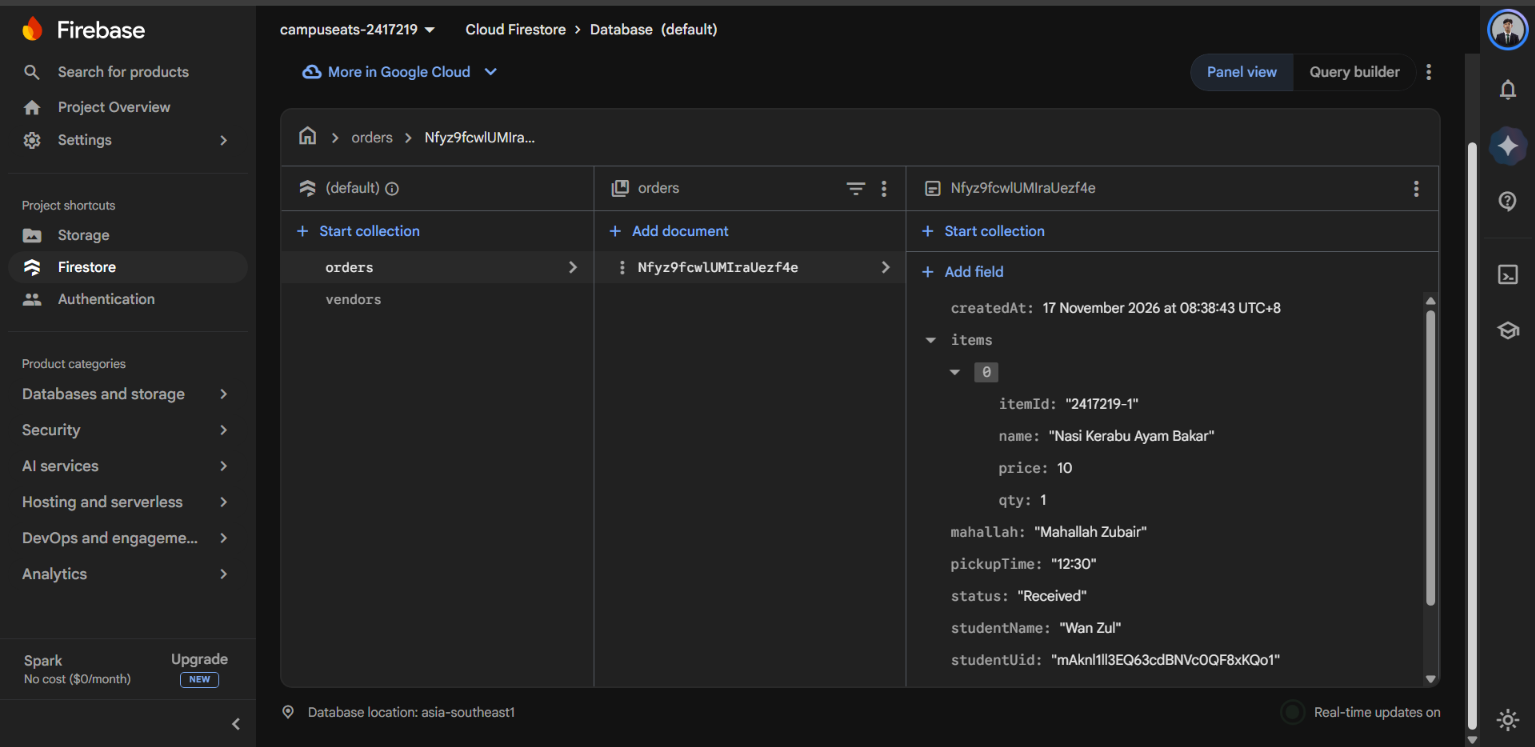 Firebase
Search for products
Project Overview
Settings
Project shortcuts
Storage
Firestore
Authentication
Product categories
Databases and storage
Security
AI services
Hosting and serverless
DevOps and engageme...
Analytics
Spark
No cost ($0/month)
Upgrade
NEW
campuseats-2417219
Cloud Firestore > Database (default)
More in Google Cloud
Panel view
Query builder
orders
Nfyz9fcwlUMIra...
(default)
Start collection
orders
vendors
orders
Add document
Nfyz9fcwlUMIraUezf4e
Nfyz9fcwlUMIraUezf4e
Start collection
Add field
createdAt: 17 November 2026 at 08:38:43 UTC+8
items
0
itemId: "2417219-1"
name: "Nasi Kerabu Ayam Bakar"
price: 10
qty: 1
mahallah: "Mahallah Zubair"
pickupTime: "12:30"
status: "Received"
studentName: "Wan Zul"
studentUid: "mAknl1ll3EQ63cdBNVc0QF8xKQo1"
Database location: asia-southeast1
Real-time updates on